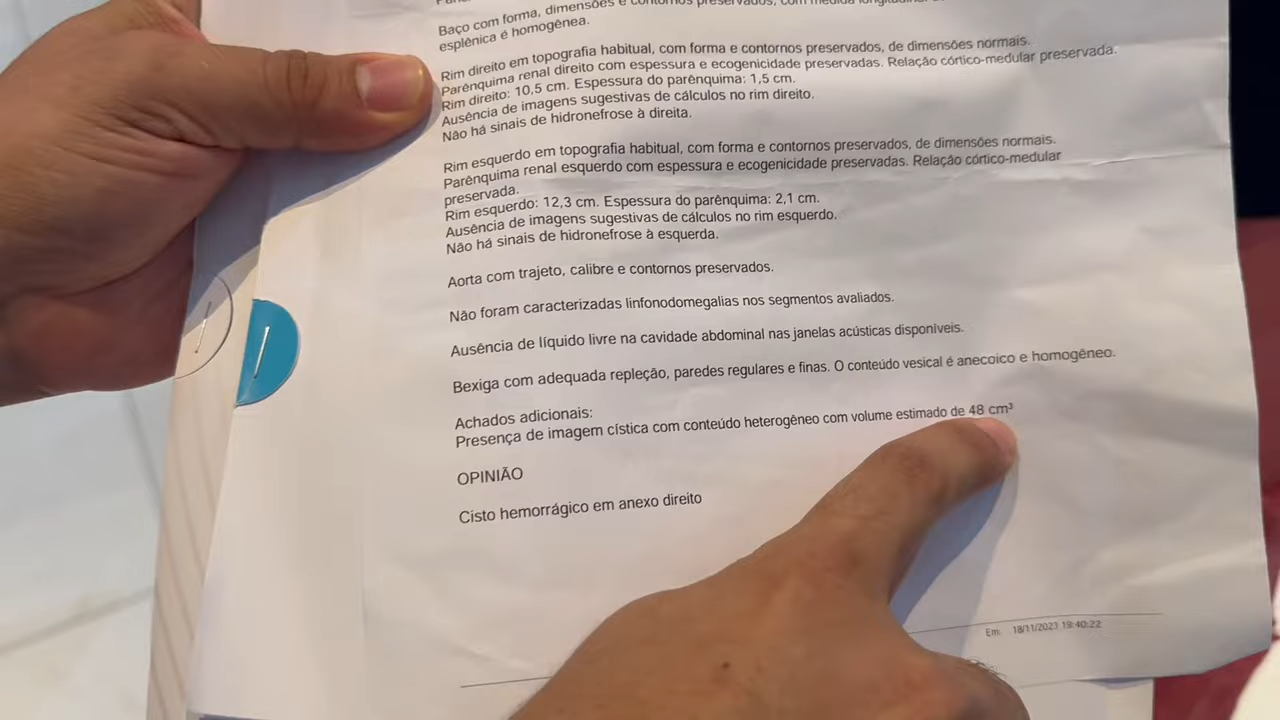 Baço com forma, dimensões e contornos preservados, com medida longitudinal
esplênica é homogênea.
Rim direito em topografia habitual, com forma e contornos preservados, de dimensões normais.
Parênquima renal direito com espessura e ecogenicidade preservadas. Relação córtico-medular preservada.
Rim direito: 10,5 cm. Espessura do parênquima: 1,5 cm.
Ausência de imagens sugestivas de cálculos no rim direito.
Não há sinais de hidronefrose à direita.
Rim esquerdo em topografia habitual, com forma e contornos preservados, de dimensões normais.
Parênquima renal esquerdo com espessura e ecogenicidade preservadas. Relação córtico-medular
preservada.
Rim esquerdo: 12,3 cm. Espessura do parênquima: 2,1 cm.
Ausência de imagens sugestivas de cálculos no rim esquerdo.
Não há sinais de hidronefrose à esquerda.
Aorta com trajeto, calibre e contornos preservados.
Não foram caracterizadas linfonodomegalias nos segmentos avaliados.
Ausência de líquido livre na cavidade abdominal nas janelas acústicas disponíveis.
Bexiga com adequada repleção, paredes regulares e finas. O conteúdo vesical é anecoico e homogêneo.
Achados adicionais:
Presença de imagem cística com conteúdo heterogêneo com volume estimado de 48 cm³
OPINIÃO
Cisto hemorrágico em anexo direito
Em: 18/11/2023 19:40:22